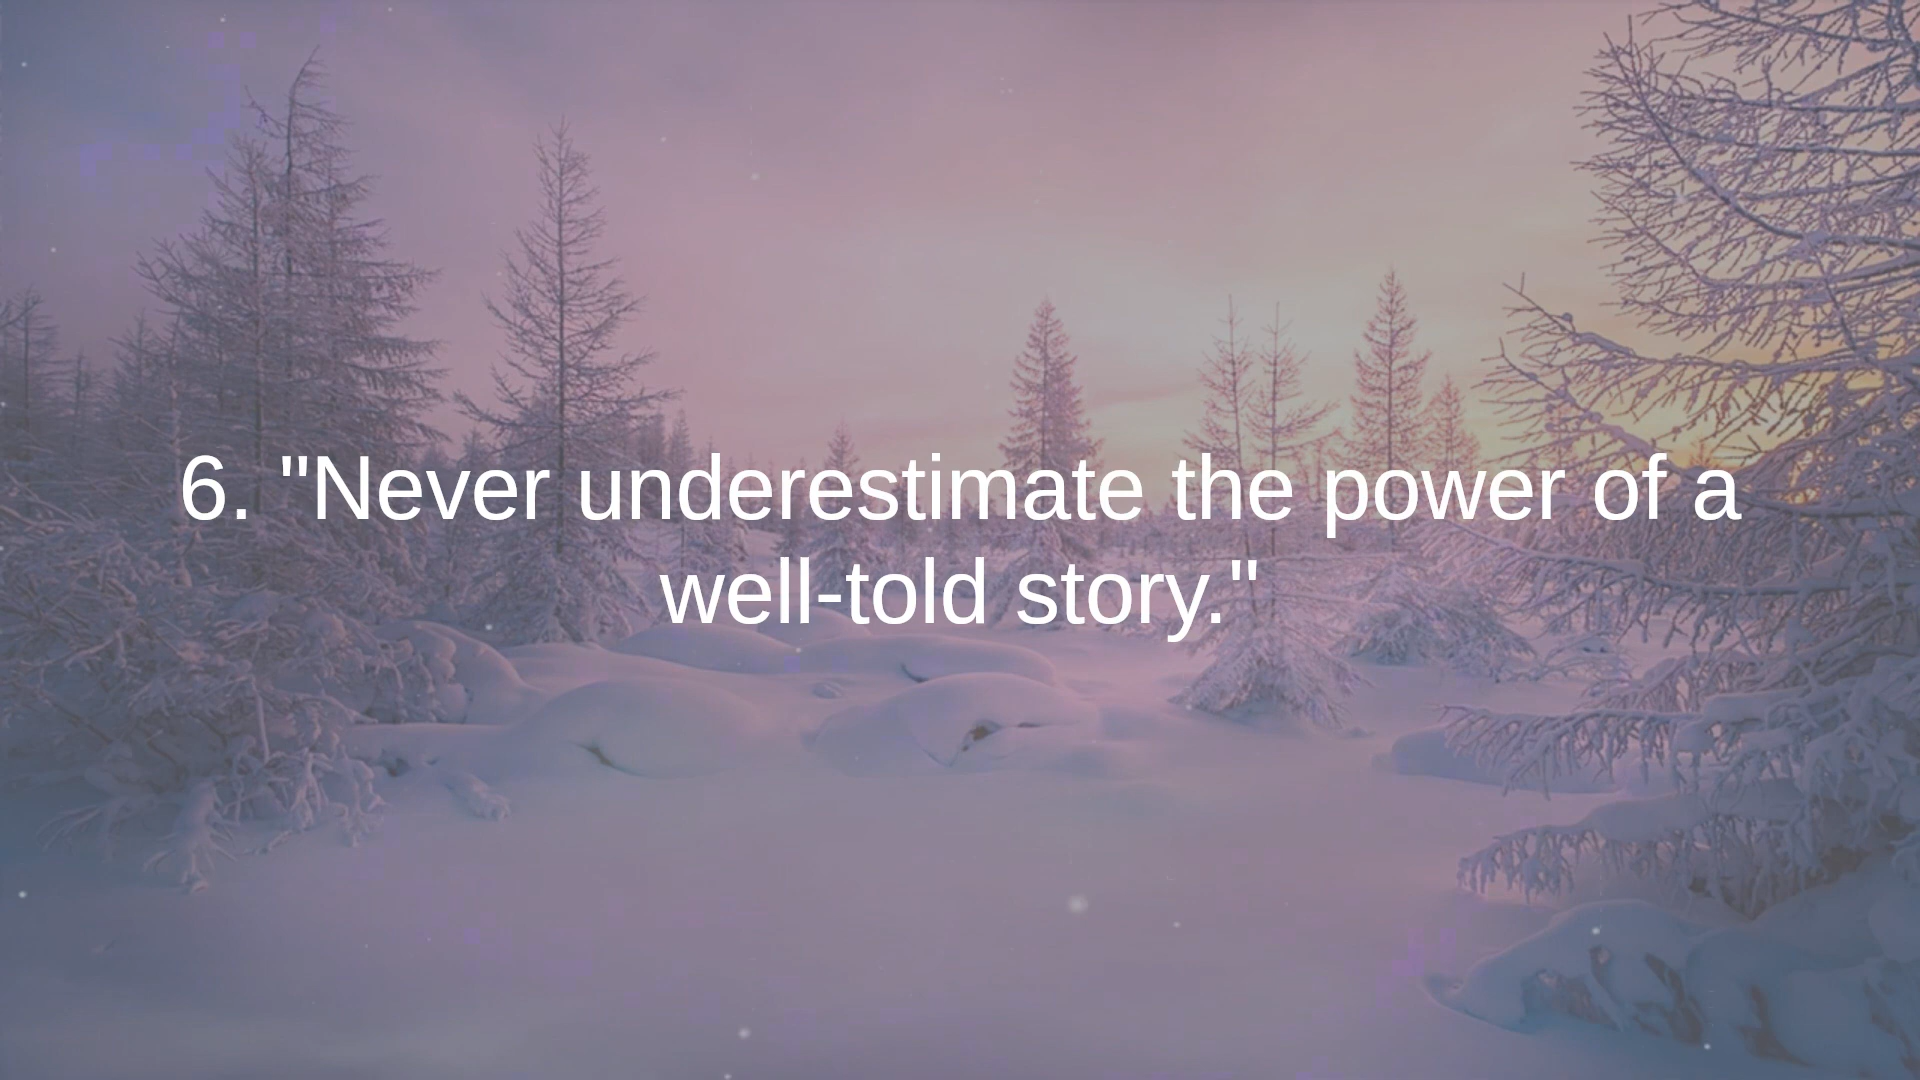 6. "Never underestimate the power of a
well-told story."